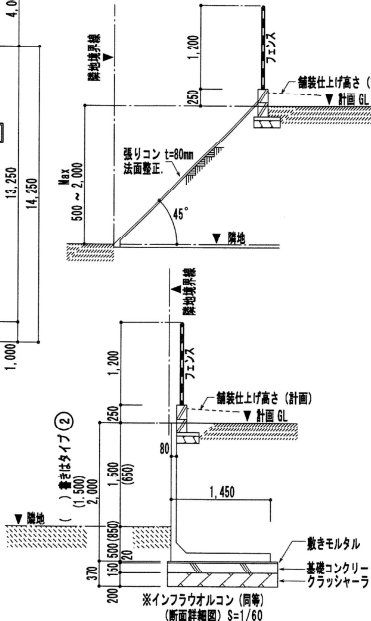 4,0
13,250
14,250
1,000
隣地境界線
1,200
フェンス
250
舗装仕上げ高さ (
計画 GL
Max
500 ~ 2,000
張りコン t=80mm
法面整正.
45°
隣地
隣地境界線
1,200
フェンス
250
舗装仕上げ高さ (計画)
計画 GL
( ) 書きはタイプ ②
80
(1,500)
2,000
1,500
(650)
1,450
隣地
500(850)
20
370
150
200
敷きモルタル
基礎コンクリー
クラッシャーラ
※インフラウオルコン (同等)
(断面詳細図) S=1/60